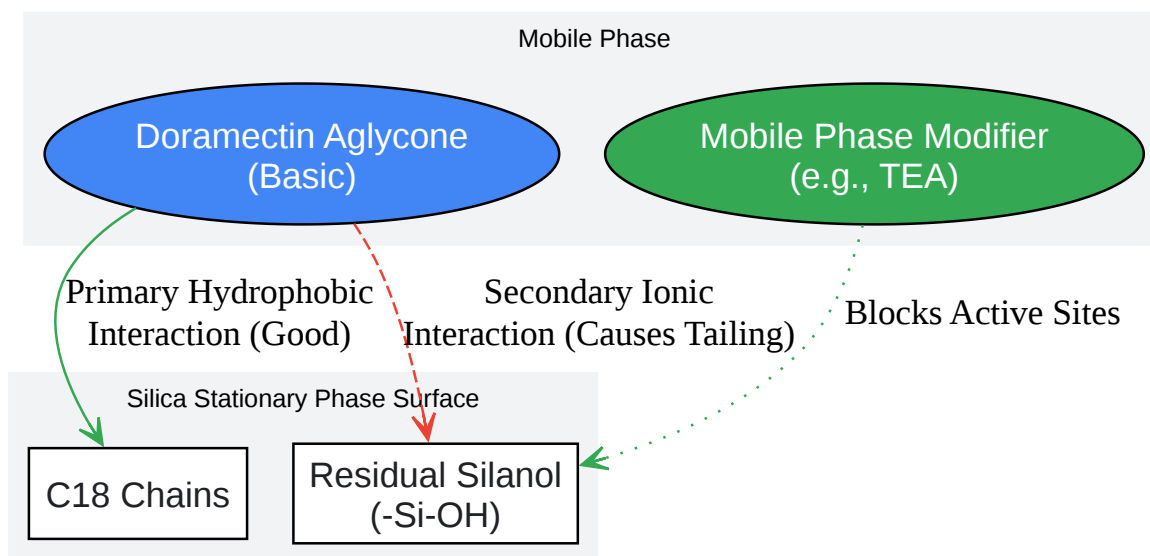 Mobile Phase
Doramectin Aglycone
(Basic)
Mobile Phase Modifier
(e.g., TEA)
Primary Hydrophobic
Interaction (Good)
Secondary Ionic
Interaction (Causes Tailing)
Blocks Active Sites
Silica Stationary Phase Surface
C18 Chains
Residual Silanol
(-Si-OH)